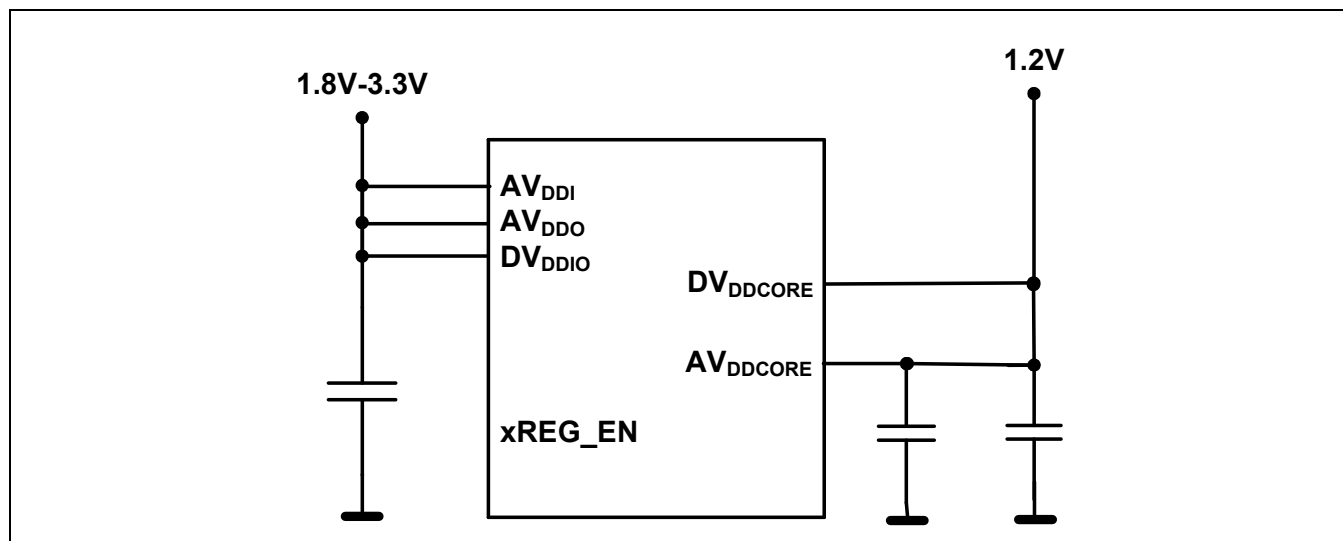 1.2V
1.8V-3.3V
AVDDI
AVDDO
DVDDIO
DVDDCORE
AVDDCORE
xREG_EN